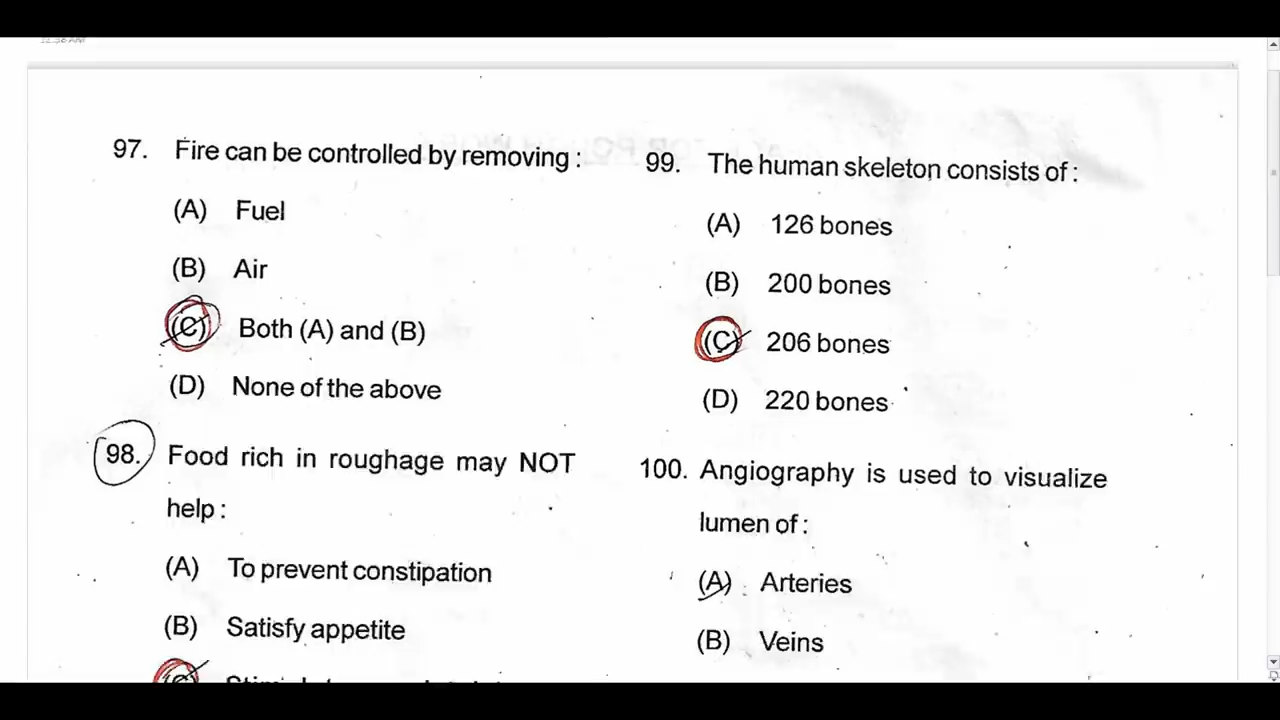 97. Fire can be controlled by removing :
(A) Fuel
(B) Air
(C) Both (A) and (B)
(D) None of the above
98. Food rich in roughage may NOT
help :
(A) To prevent constipation
(B) Satisfy appetite
(C)
99. The human skeleton consists of :
(A) 126 bones
(B) 200 bones
(C) 206 bones
(D) 220 bones
100. Angiography is used to visualize
lumen of :
(A) Arteries
(B) Veins